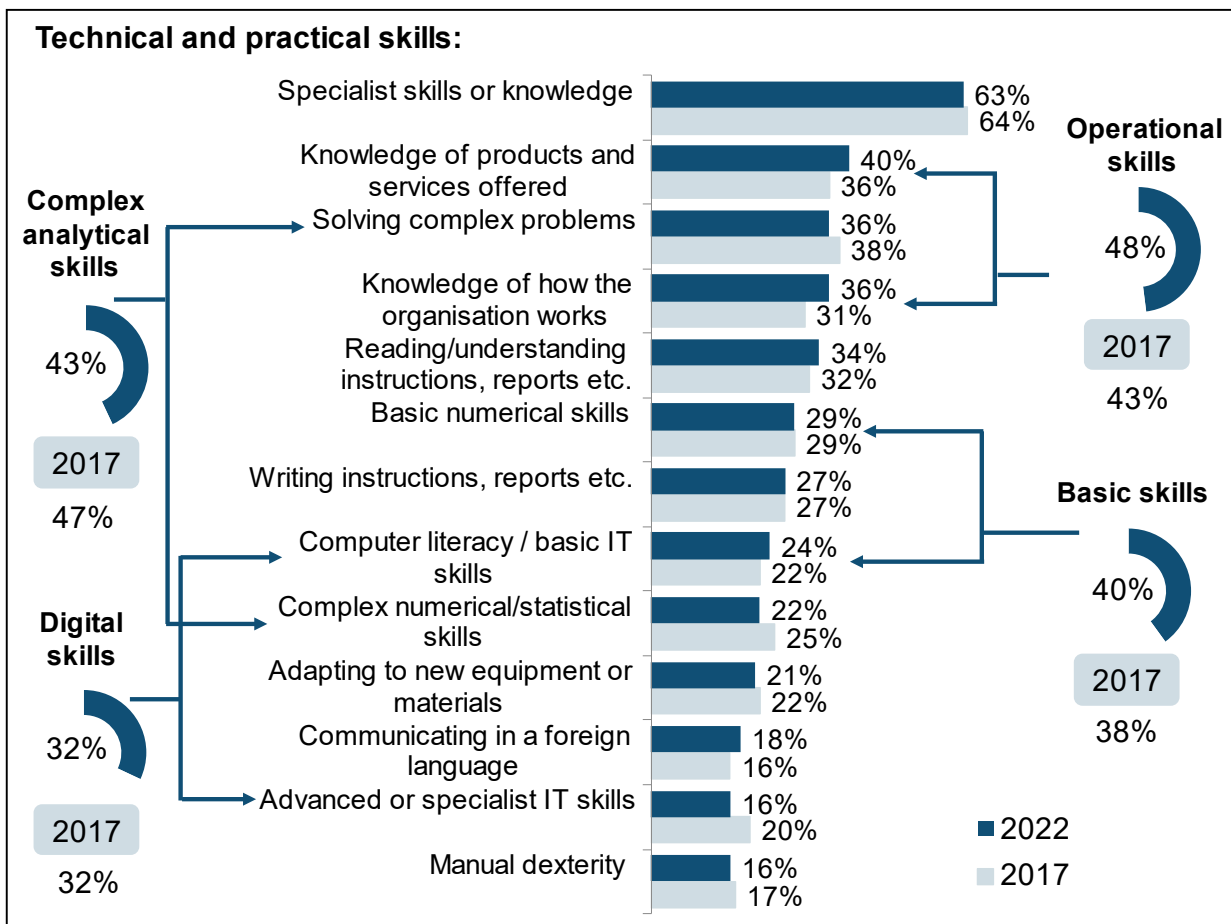 Technical and practical skills:
Specialist skills or knowledge
63%
64%
Knowledge of products and
services offered
40%
36%
Solving complex problems
36%
38%
Knowledge of how the
organisation works
36%
31%
Reading/understanding
instructions, reports etc.
34%
32%
Basic numerical skills
29%
29%
Writing instructions, reports etc.
27%
27%
Computer literacy / basic IT
skills
24%
22%
Complex numerical/statistical
skills
22%
25%
Adapting to new equipment or
materials
21%
22%
Communicating in a foreign
language
18%
16%
Advanced or specialist IT skills
16%
20%
Manual dexterity
16%
17%
Complex
analytical
skills
43%
2017
47%
Digital
skills
32%
2017
32%
Operational
skills
48%
2017
43%
Basic skills
40%
2017
38%
2022
2017